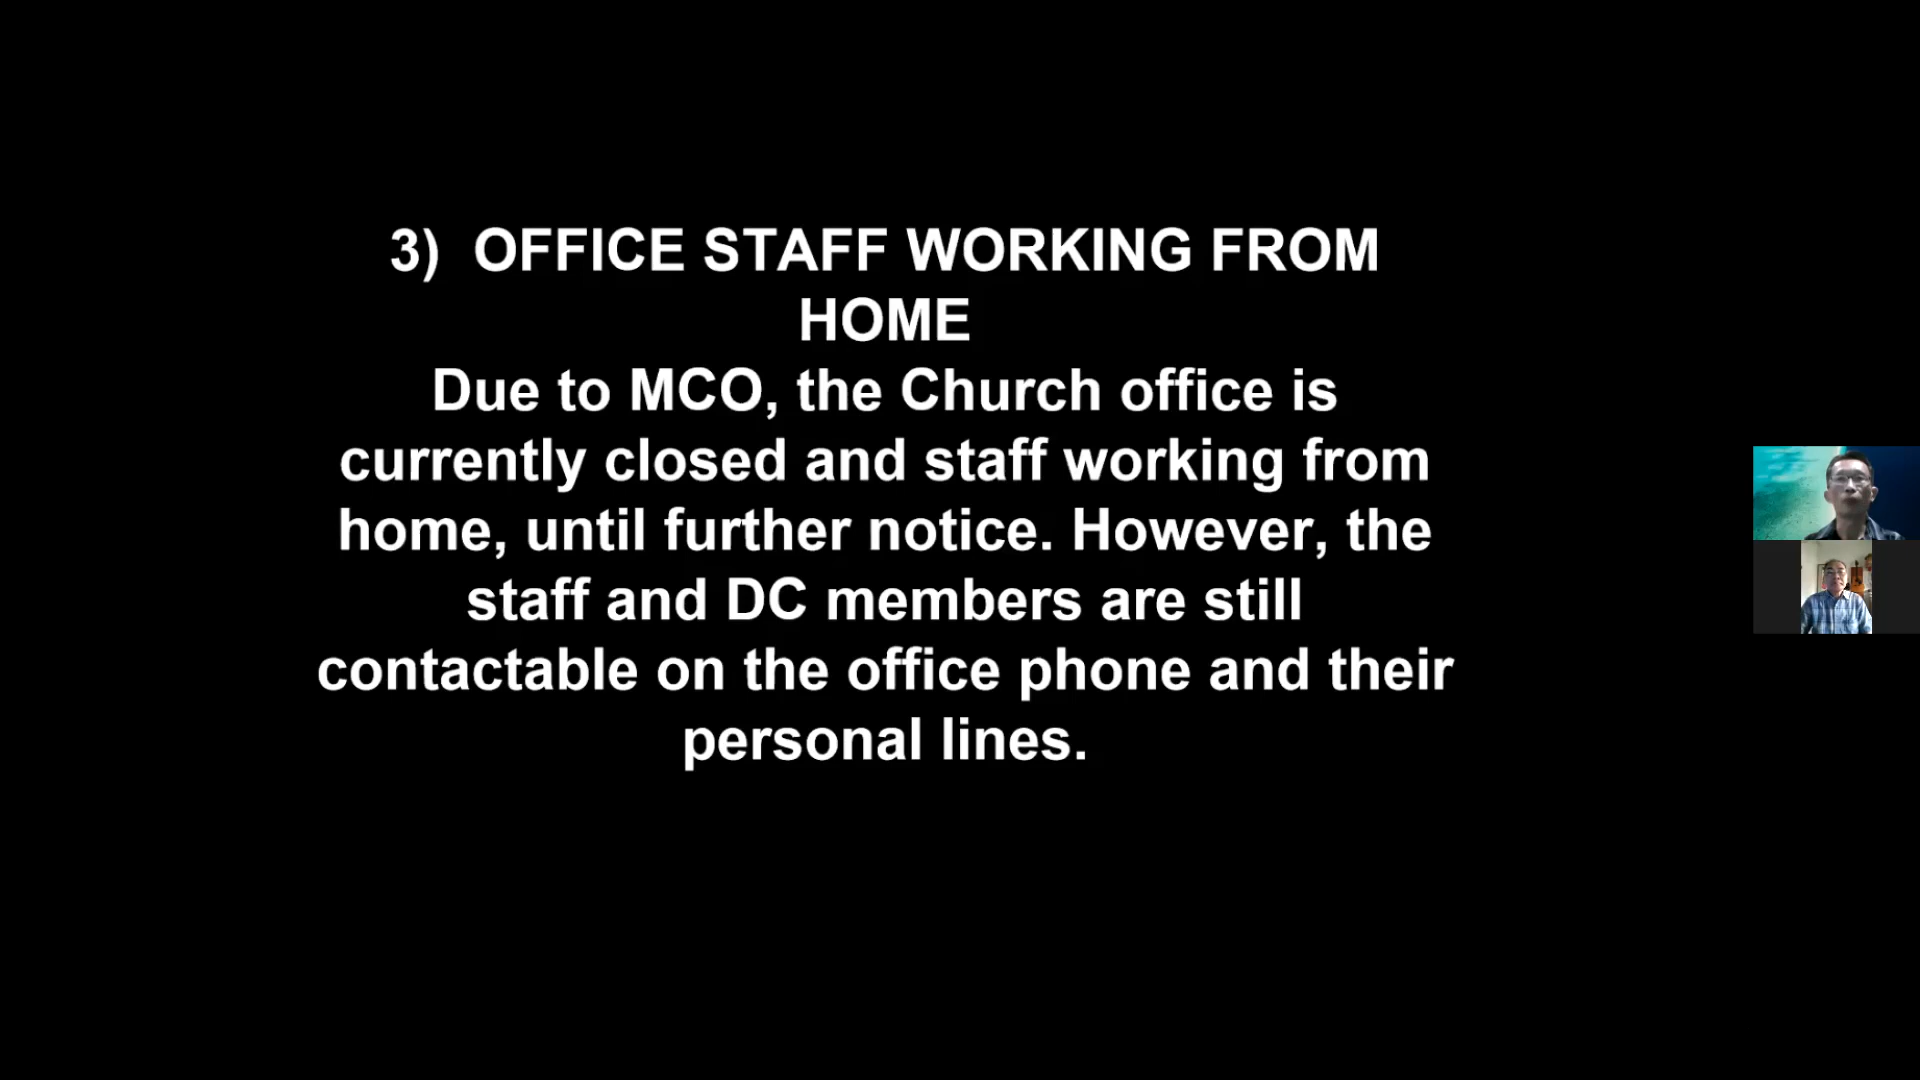 3) OFFICE STAFF WORKING FROM
HOME
Due to MCO, the Church office is
currently closed and staff working from
home, until further notice. However, the
staff and DC members are still
contactable on the office phone and their
personal lines.